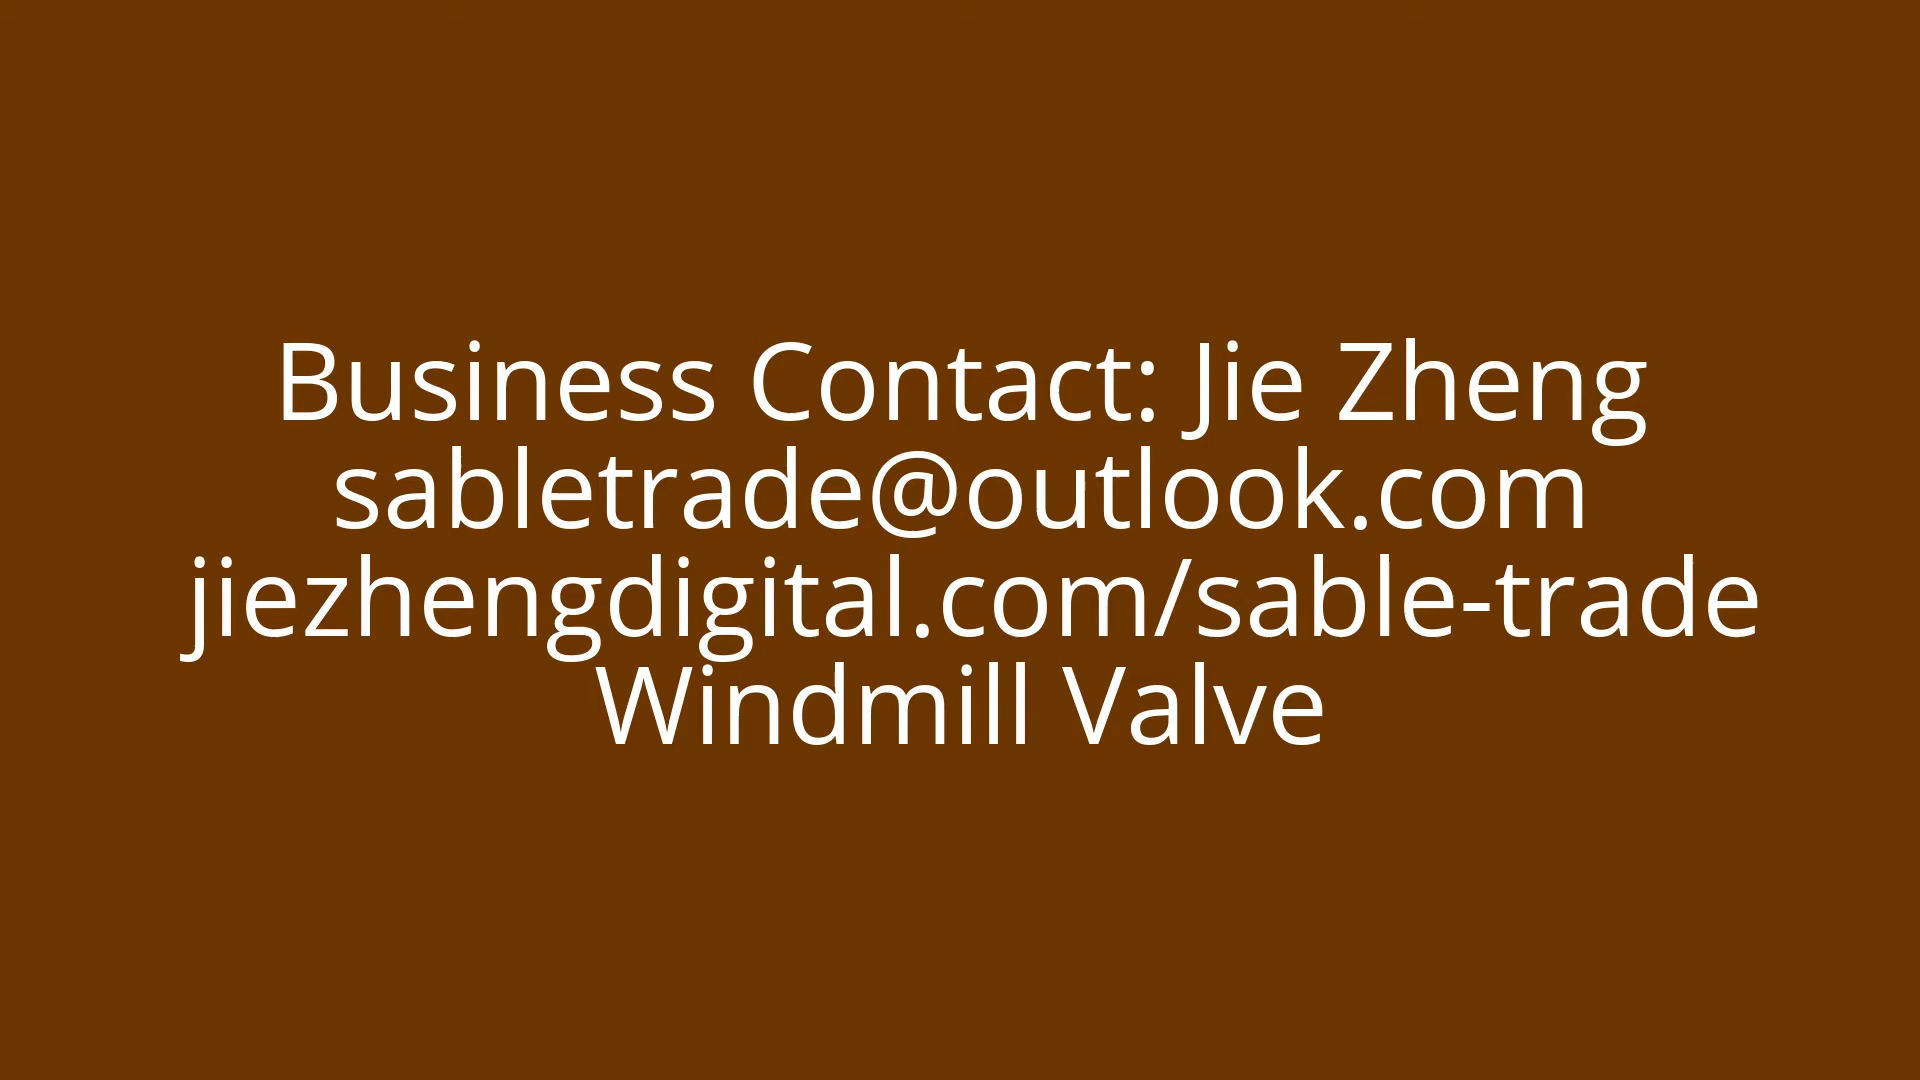 Business Contact: Jie Zheng
sabletrade@outlook.com
jiezhengdigital.com/sable-trade
Windmill Valve